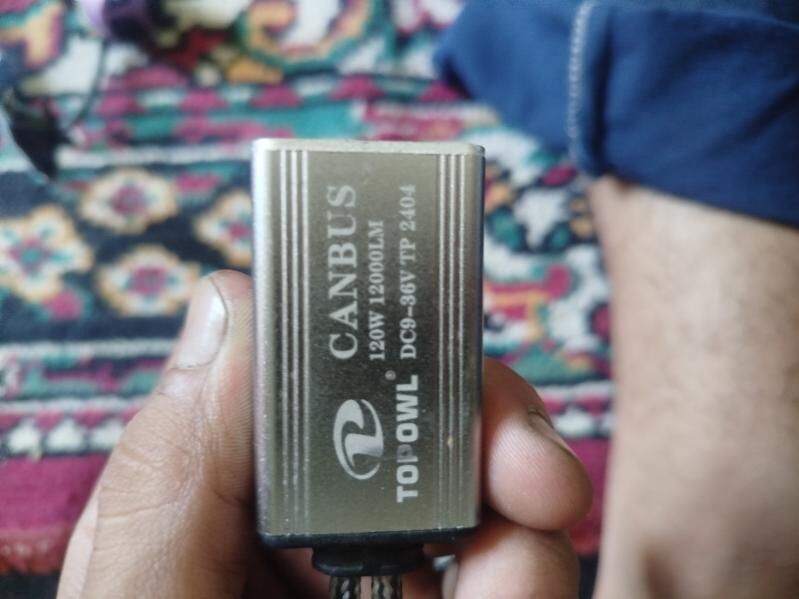 CANBUS
120W 12000LM
DC9-36V TP 2404
TOPOWL®